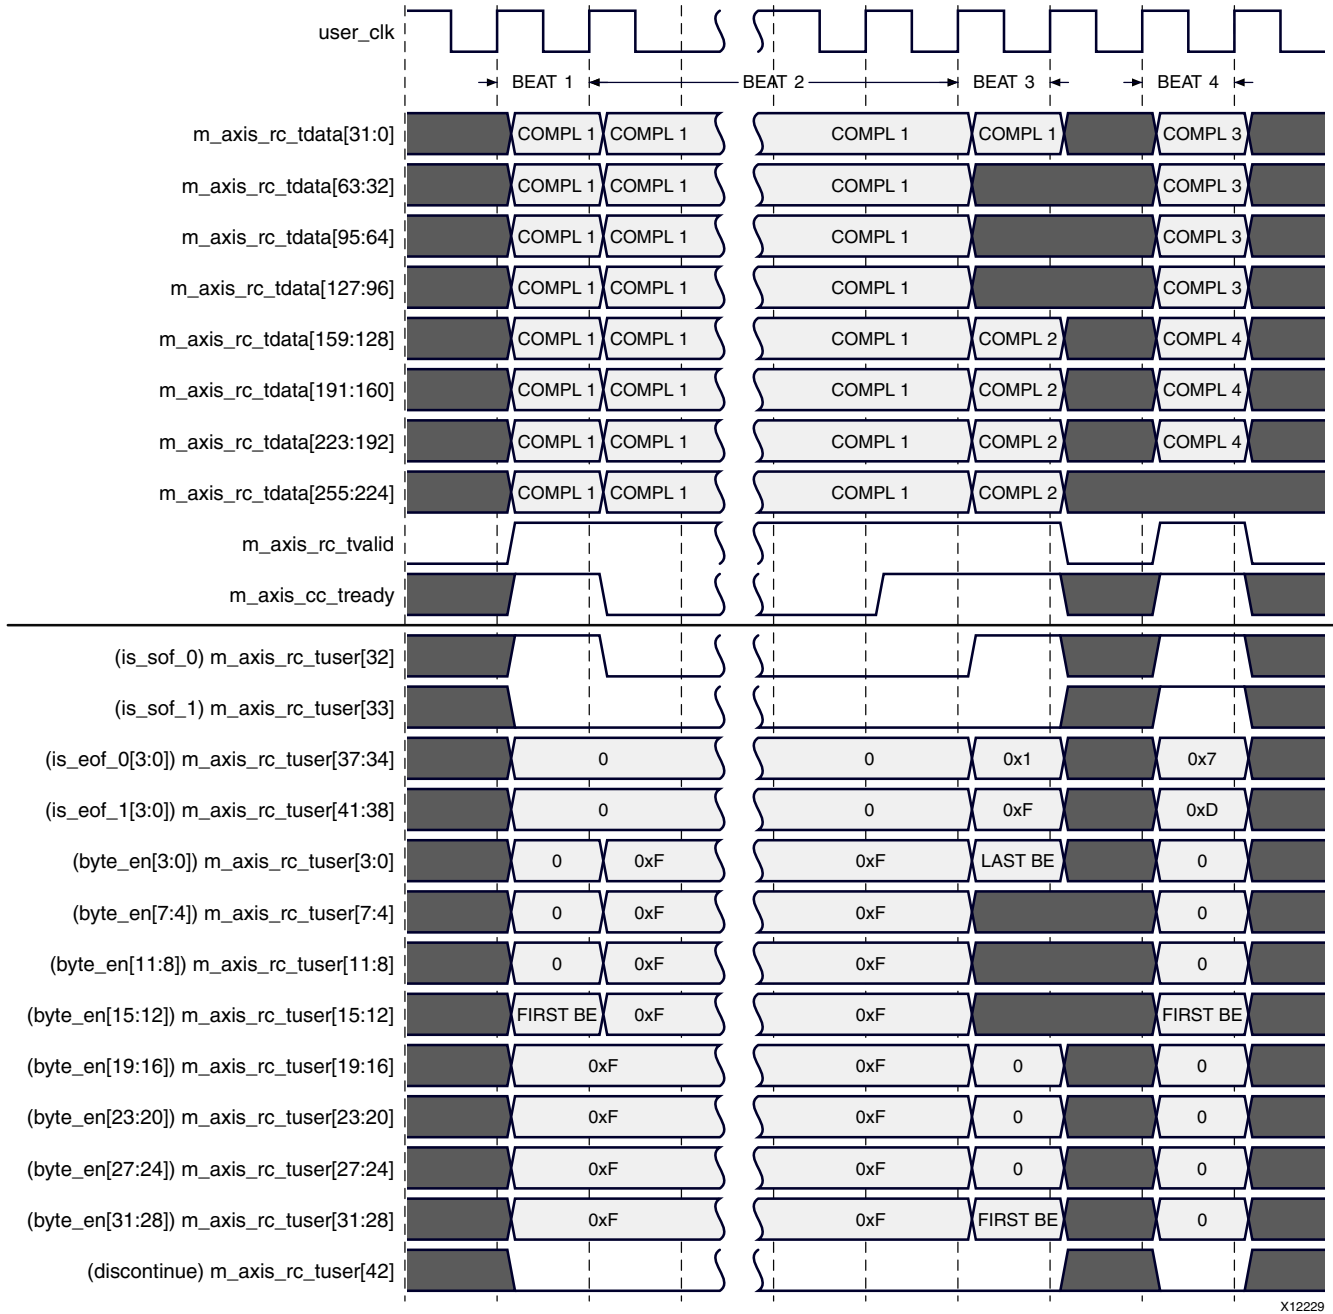 user_clk
BEAT 1 BEAT 2 BEAT 3 BEAT 4
m_axis_rc_tdata[31:0] COMPL 1 COMPL 1 COMPL 1 COMPL 1 COMPL 3
m_axis_rc_tdata[63:32] COMPL 1 COMPL 1 COMPL 1 COMPL 3
m_axis_rc_tdata[95:64] COMPL 1 COMPL 1 COMPL 1 COMPL 3
m_axis_rc_tdata[127:96] COMPL 1 COMPL 1 COMPL 1 COMPL 3
m_axis_rc_tdata[159:128] COMPL 1 COMPL 1 COMPL 1 COMPL 2 COMPL 4
m_axis_rc_tdata[191:160] COMPL 1 COMPL 1 COMPL 1 COMPL 2 COMPL 4
m_axis_rc_tdata[223:192] COMPL 1 COMPL 1 COMPL 1 COMPL 2 COMPL 4
m_axis_rc_tdata[255:224] COMPL 1 COMPL 1 COMPL 1 COMPL 2
m_axis_rc_tvalid
m_axis_cc_tready
(is_sof_0) m_axis_rc_tuser[32]
(is_sof_1) m_axis_rc_tuser[33]
(is_eof_0[3:0]) m_axis_rc_tuser[37:34] 0 0 0x1 0x7
(is_eof_1[3:0]) m_axis_rc_tuser[41:38] 0 0 0xF 0xD
(byte_en[3:0]) m_axis_rc_tuser[3:0] 0 0xF 0xF LAST BE 0
(byte_en[7:4]) m_axis_rc_tuser[7:4] 0 0xF 0xF 0
(byte_en[11:8]) m_axis_rc_tuser[11:8] 0 0xF 0xF 0
(byte_en[15:12]) m_axis_rc_tuser[15:12] FIRST BE 0xF 0xF FIRST BE
(byte_en[19:16]) m_axis_rc_tuser[19:16] 0xF 0xF 0 0
(byte_en[23:20]) m_axis_rc_tuser[23:20] 0xF 0xF 0 0
(byte_en[27:24]) m_axis_rc_tuser[27:24] 0xF 0xF 0 0
(byte_en[31:28]) m_axis_rc_tuser[31:28] 0xF 0xF FIRST BE 0
(discontinue) m_axis_rc_tuser[42]
X12229